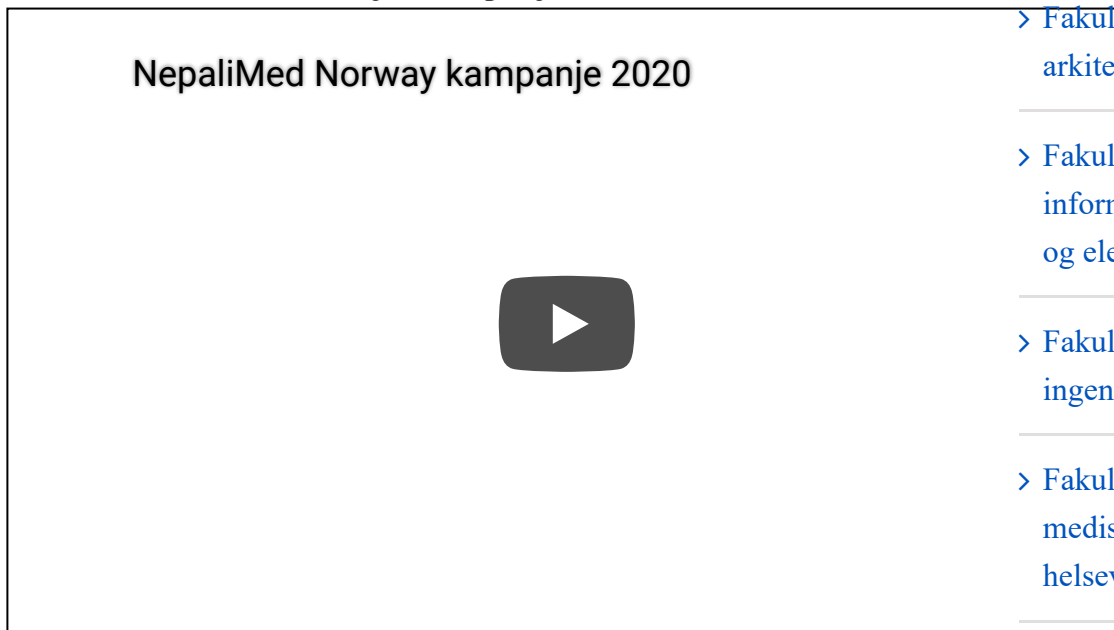 NepaliMed Norway kampanje 2020
Fakul
arkite
Fakul
inform
og ele
Fakul
ingen
Fakul
medis
helsev